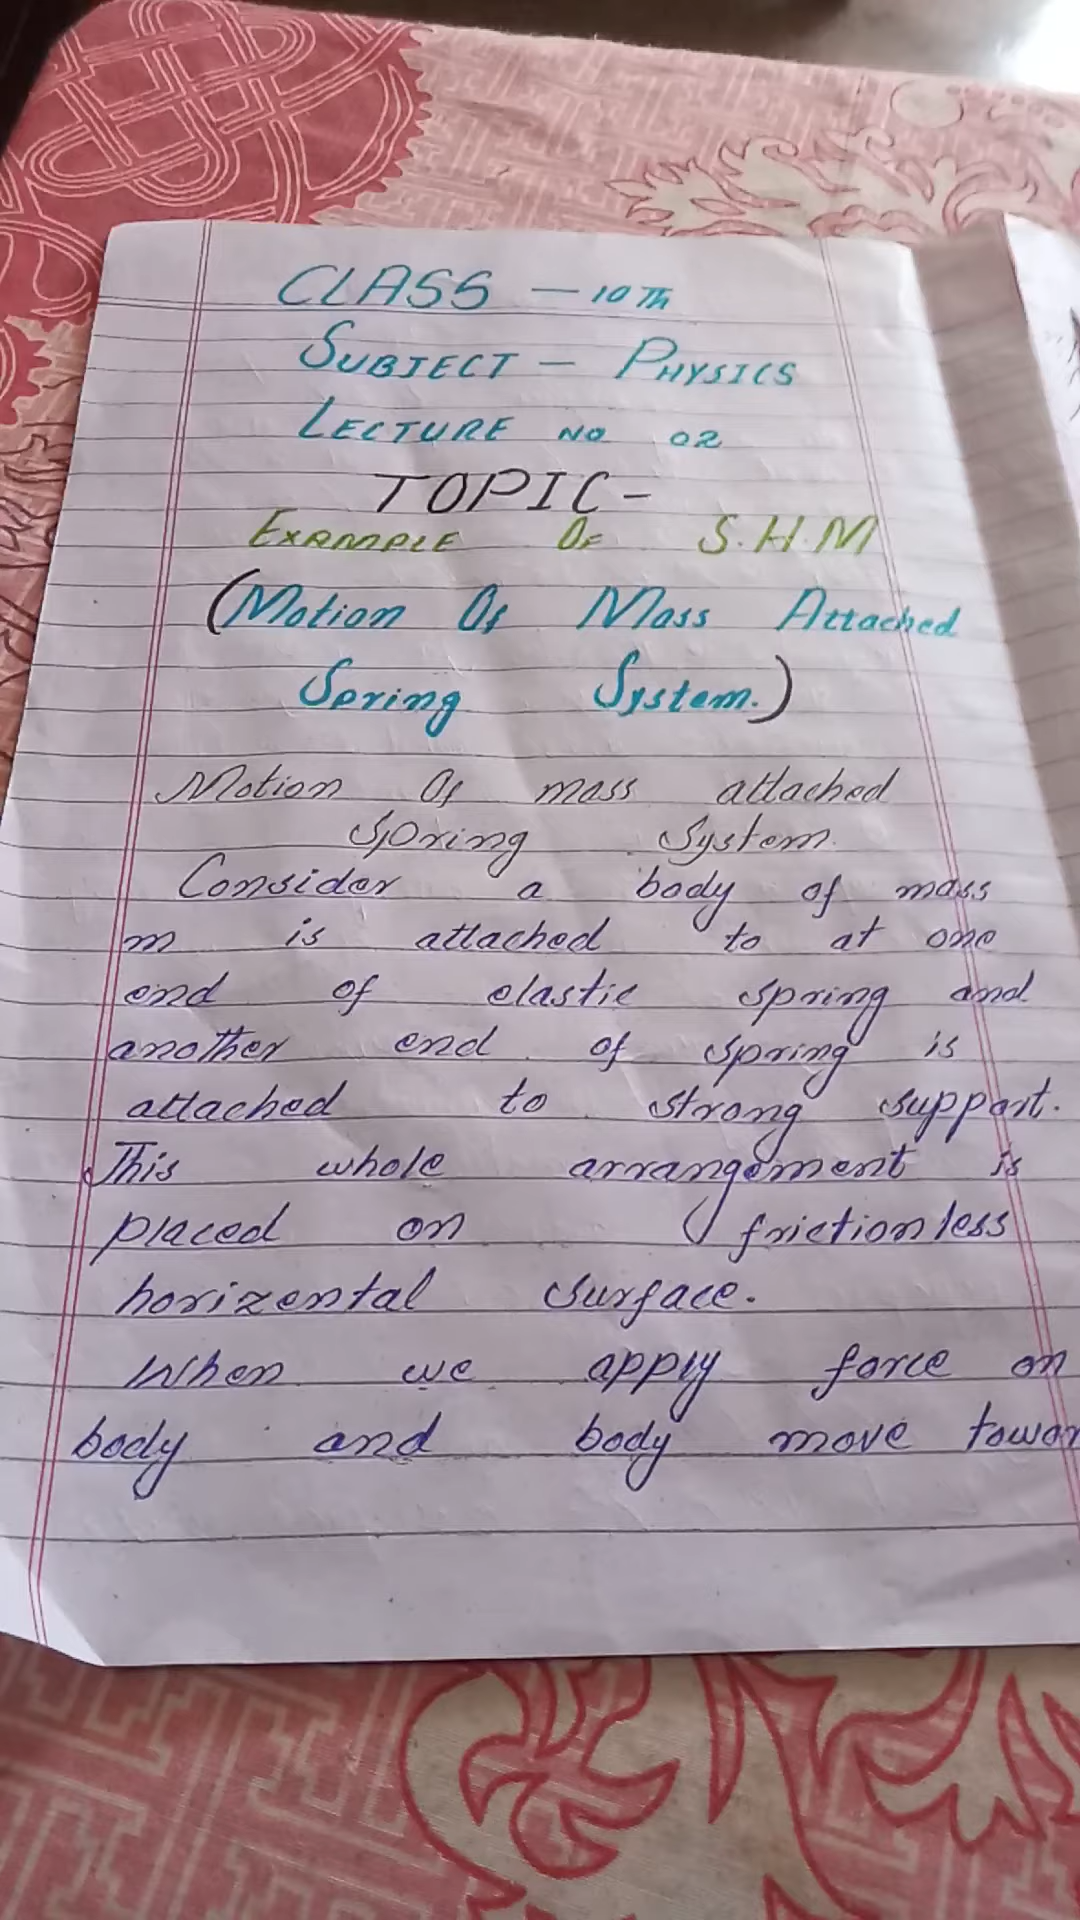 CLASS – 10Th
SUBJECT – PHYSICS
LECTURE NO 02
TOPIC-
EXAMPLE OF S.H.M
(Motion Of Mass Attached
Spring System.)
Motion Of mass attached
Spring System.
Consider a body of mass
m is attached to at one
end of elastic spring and
another end of spring is
attached to strong support.
This whole arrangement is
placed on frictionless
horizental surface.
When we apply force on
body and body move towar